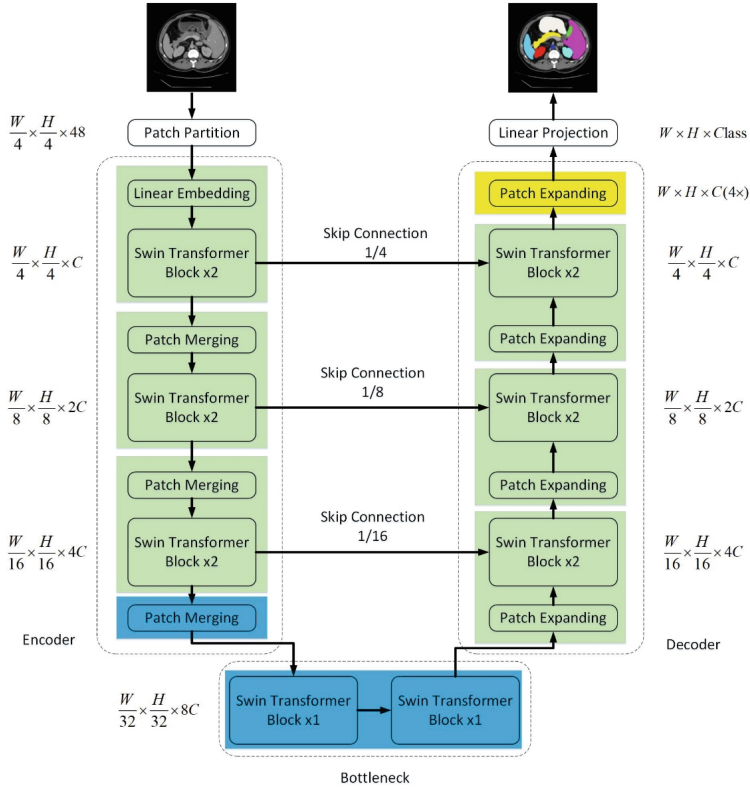 W/4 × H/4 × 48
Patch Partition
Linear Projection
W × H × Class
Linear Embedding
Patch Expanding
W × H × C(4×)
W/4 × H/4 × C
Swin Transformer
Block x2
Skip Connection
1/4
Swin Transformer
Block x2
W/4 × H/4 × C
Patch Merging
Patch Expanding
W/8 × H/8 × 2C
Swin Transformer
Block x2
Skip Connection
1/8
Swin Transformer
Block x2
W/8 × H/8 × 2C
Patch Merging
Patch Expanding
W/16 × H/16 × 4C
Swin Transformer
Block x2
Skip Connection
1/16
Swin Transformer
Block x2
W/16 × H/16 × 4C
Patch Merging
Patch Expanding
Encoder
Decoder
W/32 × H/32 × 8C
Swin Transformer
Block x1
Swin Transformer
Block x1
Bottleneck